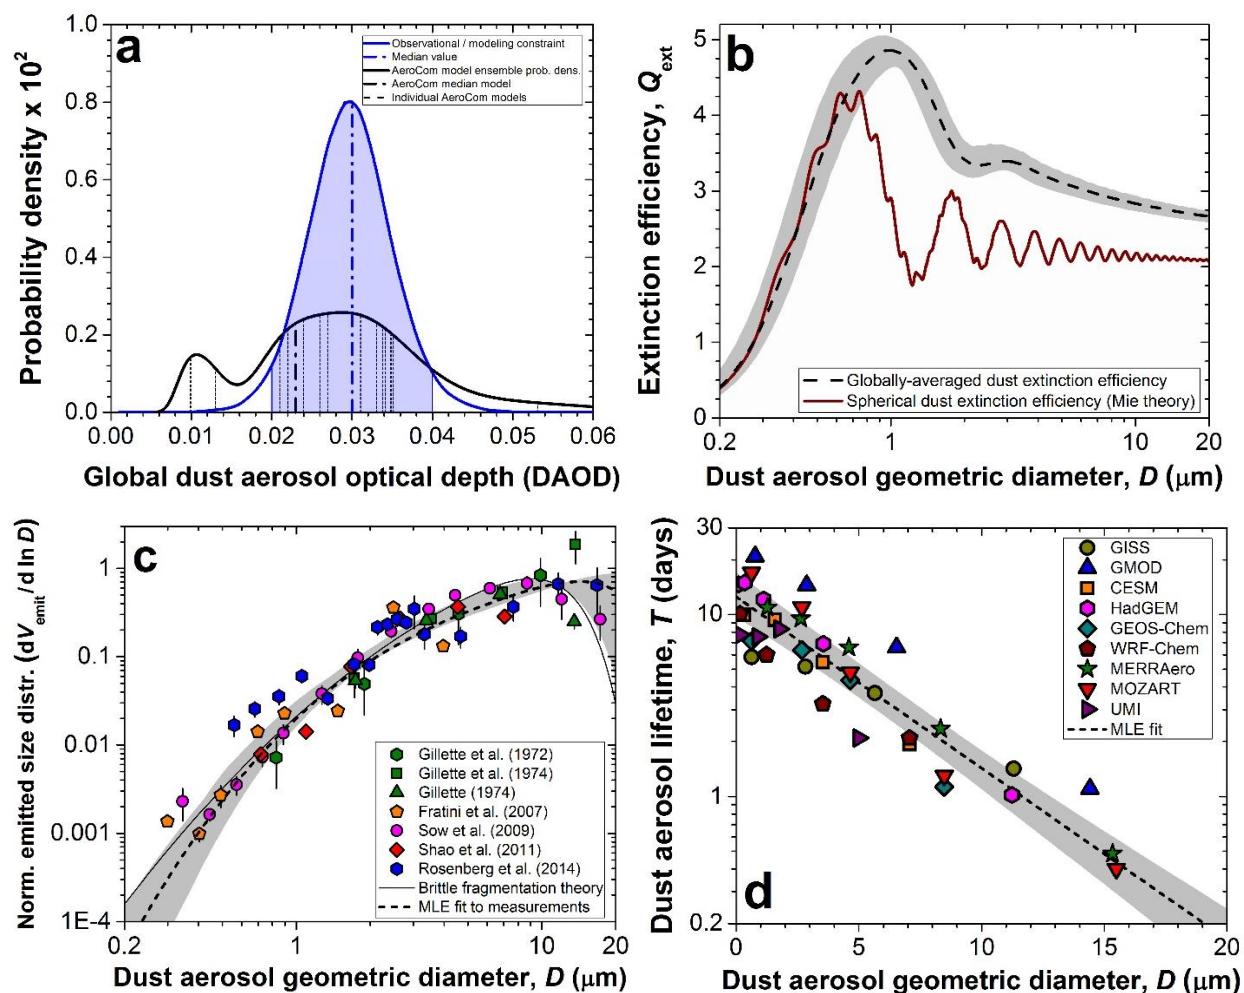 a
Observational / modeling constraint
Median value
AeroCom model ensemble prob. dens.
AeroCom median model
Individual AeroCom models
Probability density x 10²
1.0
0.8
0.6
0.4
0.2
0.0
0.00 0.01 0.02 0.03 0.04 0.05 0.06
Global dust aerosol optical depth (DAOD)
b
Extinction efficiency, Qext
5
4
3
2
1
0
Globally-averaged dust extinction efficiency
Spherical dust extinction efficiency (Mie theory)
0.2 1 10 20
Dust aerosol geometric diameter, D (μm)
c
Norm. emitted size distr. (dVemit / d ln D)
1
0.1
0.01
0.001
1E-4
Gillette et al. (1972)
Gillette et al. (1974)
Gillette (1974)
Fratini et al. (2007)
Sow et al. (2009)
Shao et al. (2011)
Rosenberg et al. (2014)
Brittle fragmentation theory
MLE fit to measurements
0.2 1 10 20
Dust aerosol geometric diameter, D (μm)
d
Dust aerosol lifetime, T (days)
30
10
1
0.2
GISS
GMOD
CESM
HadGEM
GEOS-Chem
WRF-Chem
MERRAero
MOZART
UMI
MLE fit
0 5 10 15 20
Dust aerosol geometric diameter, D (μm)